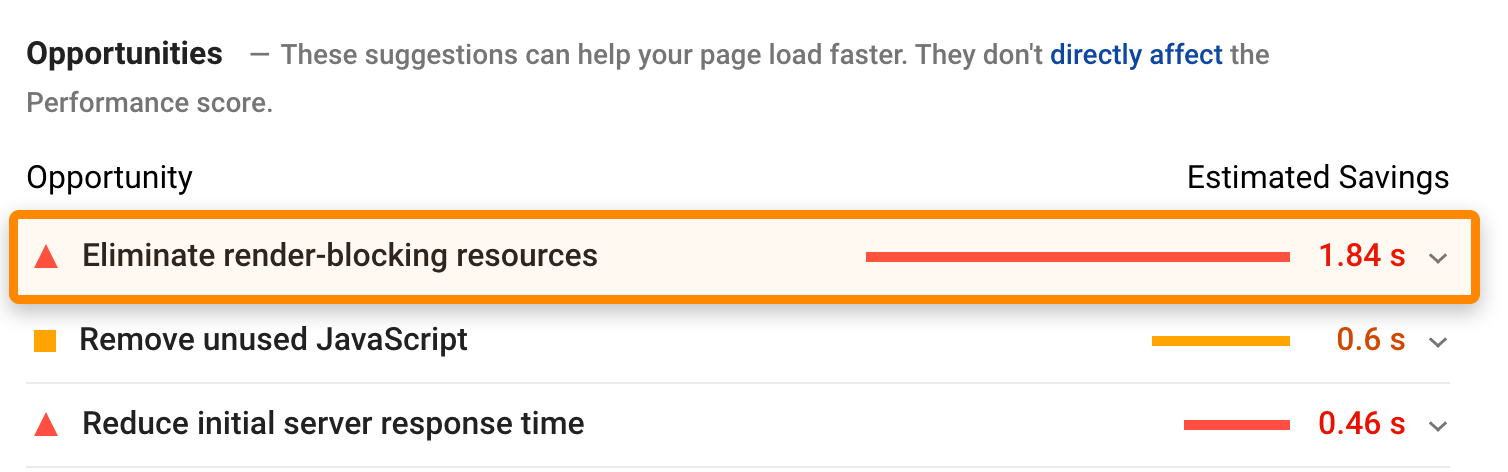 Opportunities — These suggestions can help your page load faster. They don't directly affect the
Performance score.
Opportunity Estimated Savings
Eliminate render-blocking resources 1.84 s
Remove unused JavaScript 0.6 s
Reduce initial server response time 0.46 s